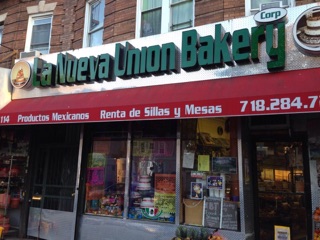 La Nueva Union Bakery Corp
114 Productos Mexicanos Renta de Sillas y Mesas 718.284.7